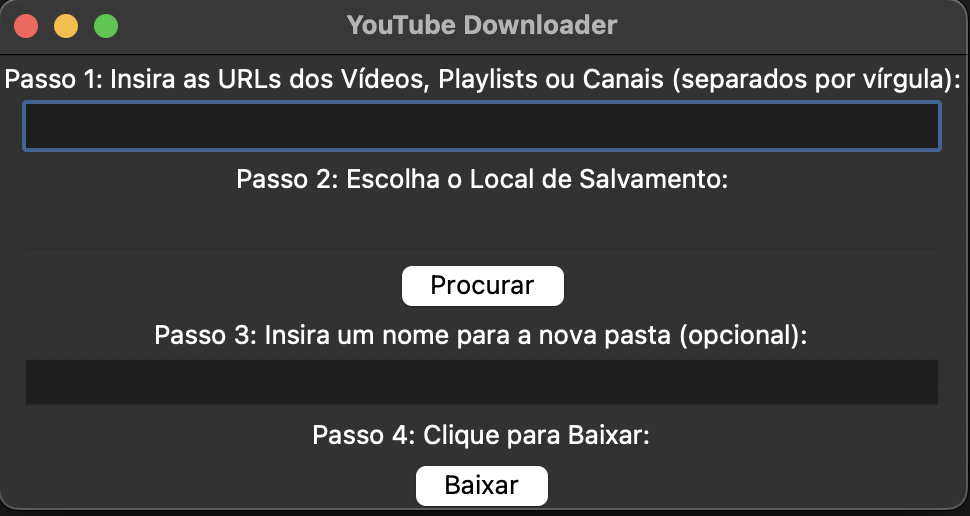 YouTube Downloader
Passo 1: Insira as URLs dos Vídeos, Playlists ou Canais (separados por vírgula):
Passo 2: Escolha o Local de Salvamento:
Procurar
Passo 3: Insira um nome para a nova pasta (opcional):
Passo 4: Clique para Baixar:
Baixar